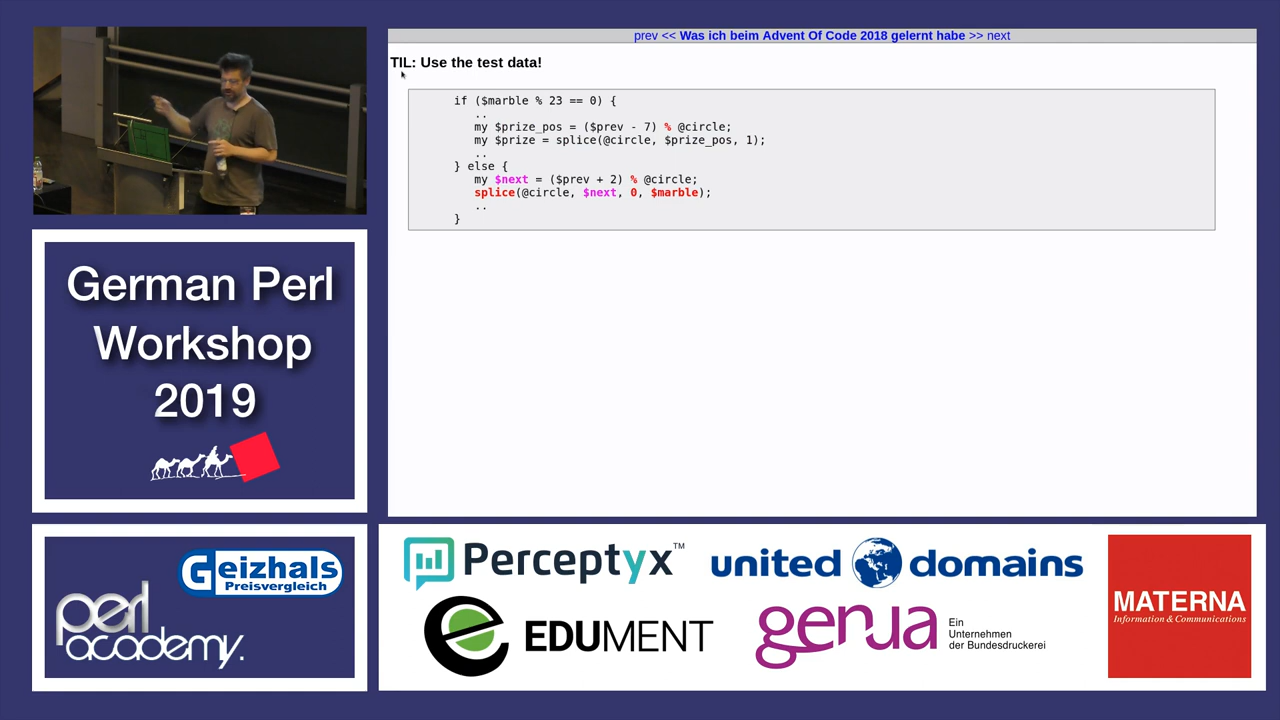 prev << Was ich beim Advent Of Code 2018 gelernt habe >> next
TIL: Use the test data!
if ($marble % 23 == 0) {
..
my $prize_pos = ($prev - 7) % @circle;
my $prize = splice(@circle, $prize_pos, 1);
..
} else {
my $next = ($prev + 2) % @circle;
splice(@circle, $next, 0, $marble);
..
}
German Perl
Workshop
2019
Geizhals
Preisvergleich
perl
academy.
Perceptyx™
united domains
EDUMENT
genua
Ein
Unternehmen
der Bundesdruckerei
MATERNA
Information & Communications